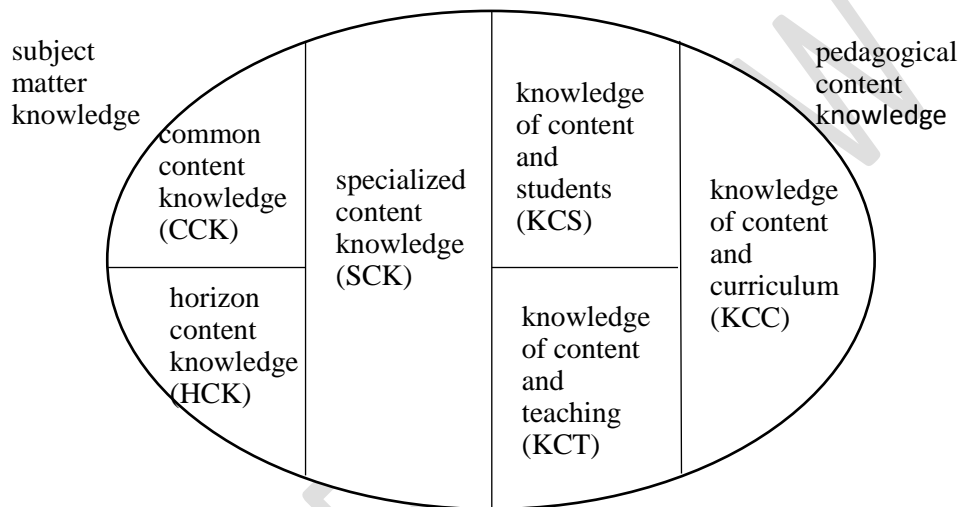 subject
matter
knowledge
common
content
knowledge
(CCK)
horizon
content
knowledge
(HCK)
specialized
content
knowledge
(SCK)
knowledge
of content
and
students
(KCS)
knowledge
of content
and
teaching
(KCT)
knowledge
of content
and
curriculum
(KCC)
pedagogical
content
knowledge
W